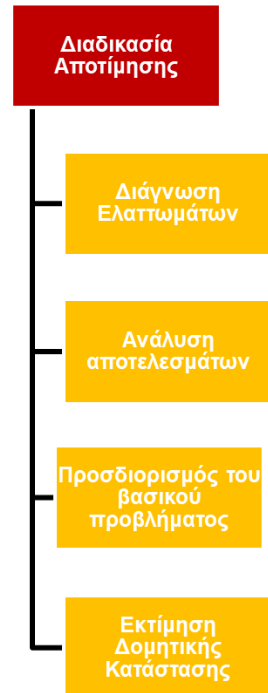 Διαδικασία
Αποτίμησης
Διάγνωση
Ελαττωμάτων
Ανάλυση
αποτελεσμάτων
Προσδιορισμός του
βασικού
προβλήματος
Εκτίμηση
Δομητικής
Κατάστασης